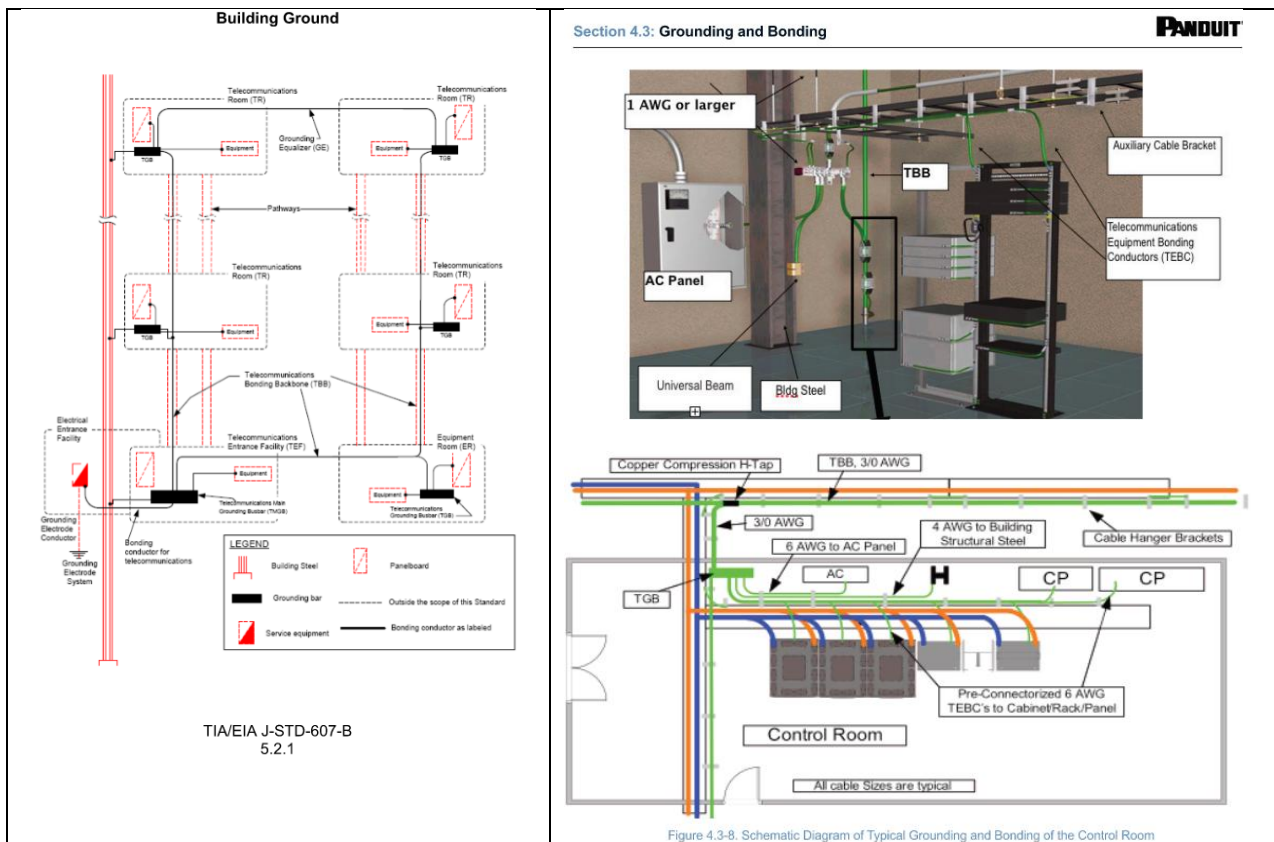 Building Ground
Telecommunications
Room (TR)
Telecommunications
Room (TR)
Grounding
Equalizer (GE)
Equipment
Equipment
TGB
TGB
Pathways
Telecommunications
Room (TR)
Telecommunications
Room (TR)
Equipment
Equipment
TGB
TGB
Telecommunications
Bonding Backbone (TBB)
Electrical
Entrance
Facility
Telecommunications
Entrance Facility (TEF)
Equipment
Room (ER)
Equipment
Equipment
Telecommunications Main
Grounding Busbar (TMGB)
Telecommunications
Grounding Busbar (TGB)
Grounding
Electrode
Conductor
Bonding
conductor for
telecommunications
Grounding
Electrode
System
LEGEND
Building Steel
Panelboard
Grounding bar
Outside the scope of this Standard
Service equipment
Bonding conductor as labeled
TIA/EIA J-STD-607-B
5.2.1
Section 4.3: Grounding and Bonding
PANDUIT
1 AWG or larger
Auxiliary Cable Bracket
TBB
Telecommunications
Equipment Bonding
Conductors (TEBC)
AC Panel
Universal Beam
Bldg Steel
Copper Compression H-Tap
TBB, 3/0 AWG
3/0 AWG
4 AWG to Building
Structural Steel
Cable Hanger Brackets
6 AWG to AC Panel
TGB
AC
H
CP
CP
Pre-Connectorized 6 AWG
TEBC's to Cabinet/Rack/Panel
Control Room
All cable Sizes are typical
Figure 4.3-8. Schematic Diagram of Typical Grounding and Bonding of the Control Room